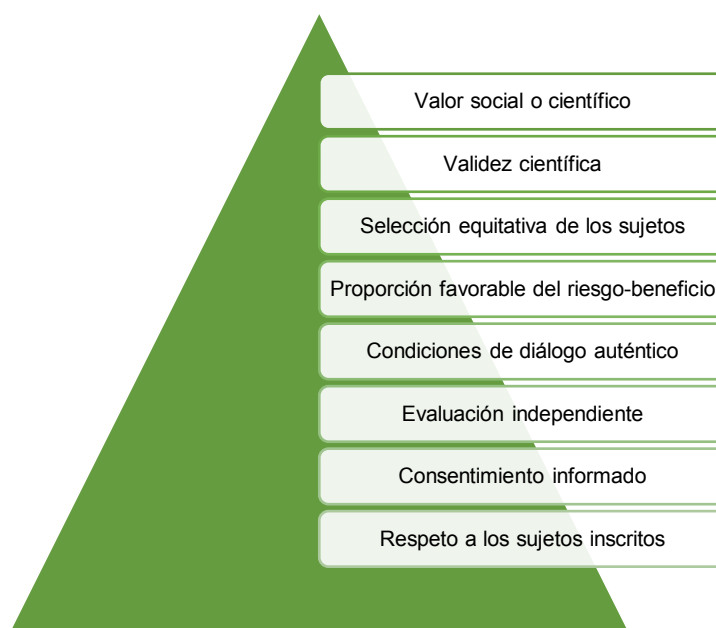 Valor social o científico
Validez científica
Selección equitativa de los sujetos
Proporción favorable del riesgo-beneficio
Condiciones de diálogo auténtico
Evaluación independiente
Consentimiento informado
Respeto a los sujetos inscritos